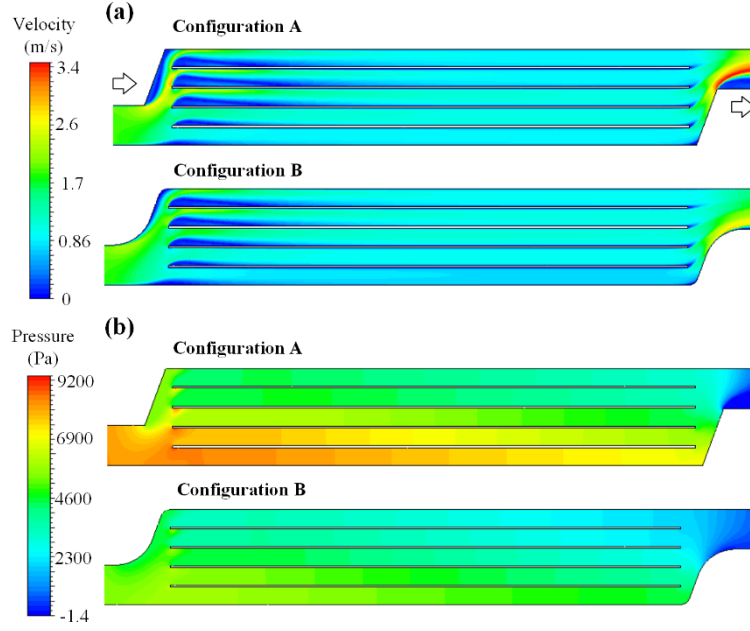 (a)
Velocity
(m/s)
Configuration A
3.4
2.6
1.7
0.86
0
Configuration B
(b)
Pressure
(Pa)
Configuration A
9200
6900
4600
2300
-1.4
Configuration B